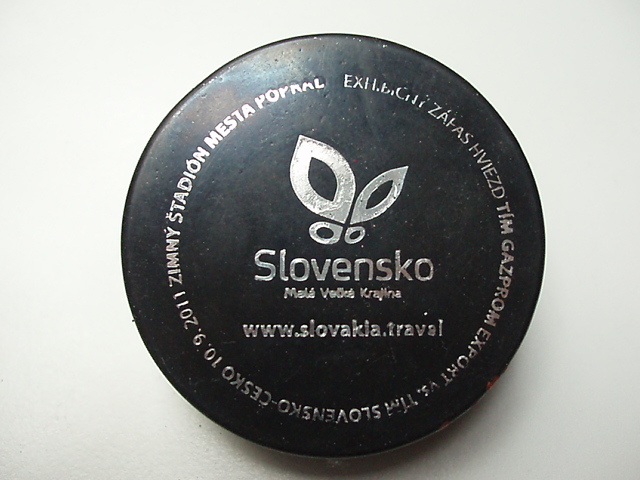 EXHIBIČNÝ ZÁPAS HVIEZD TÍM GAZPROM EXPORT vs. TÍM SLOVENSKO-ČESKO 10.9.2011 ZIMNÝ ŠTADIÓN MESTA POPRAD
Slovensko
Malá Veľká Krajina
www.slovakia.travel